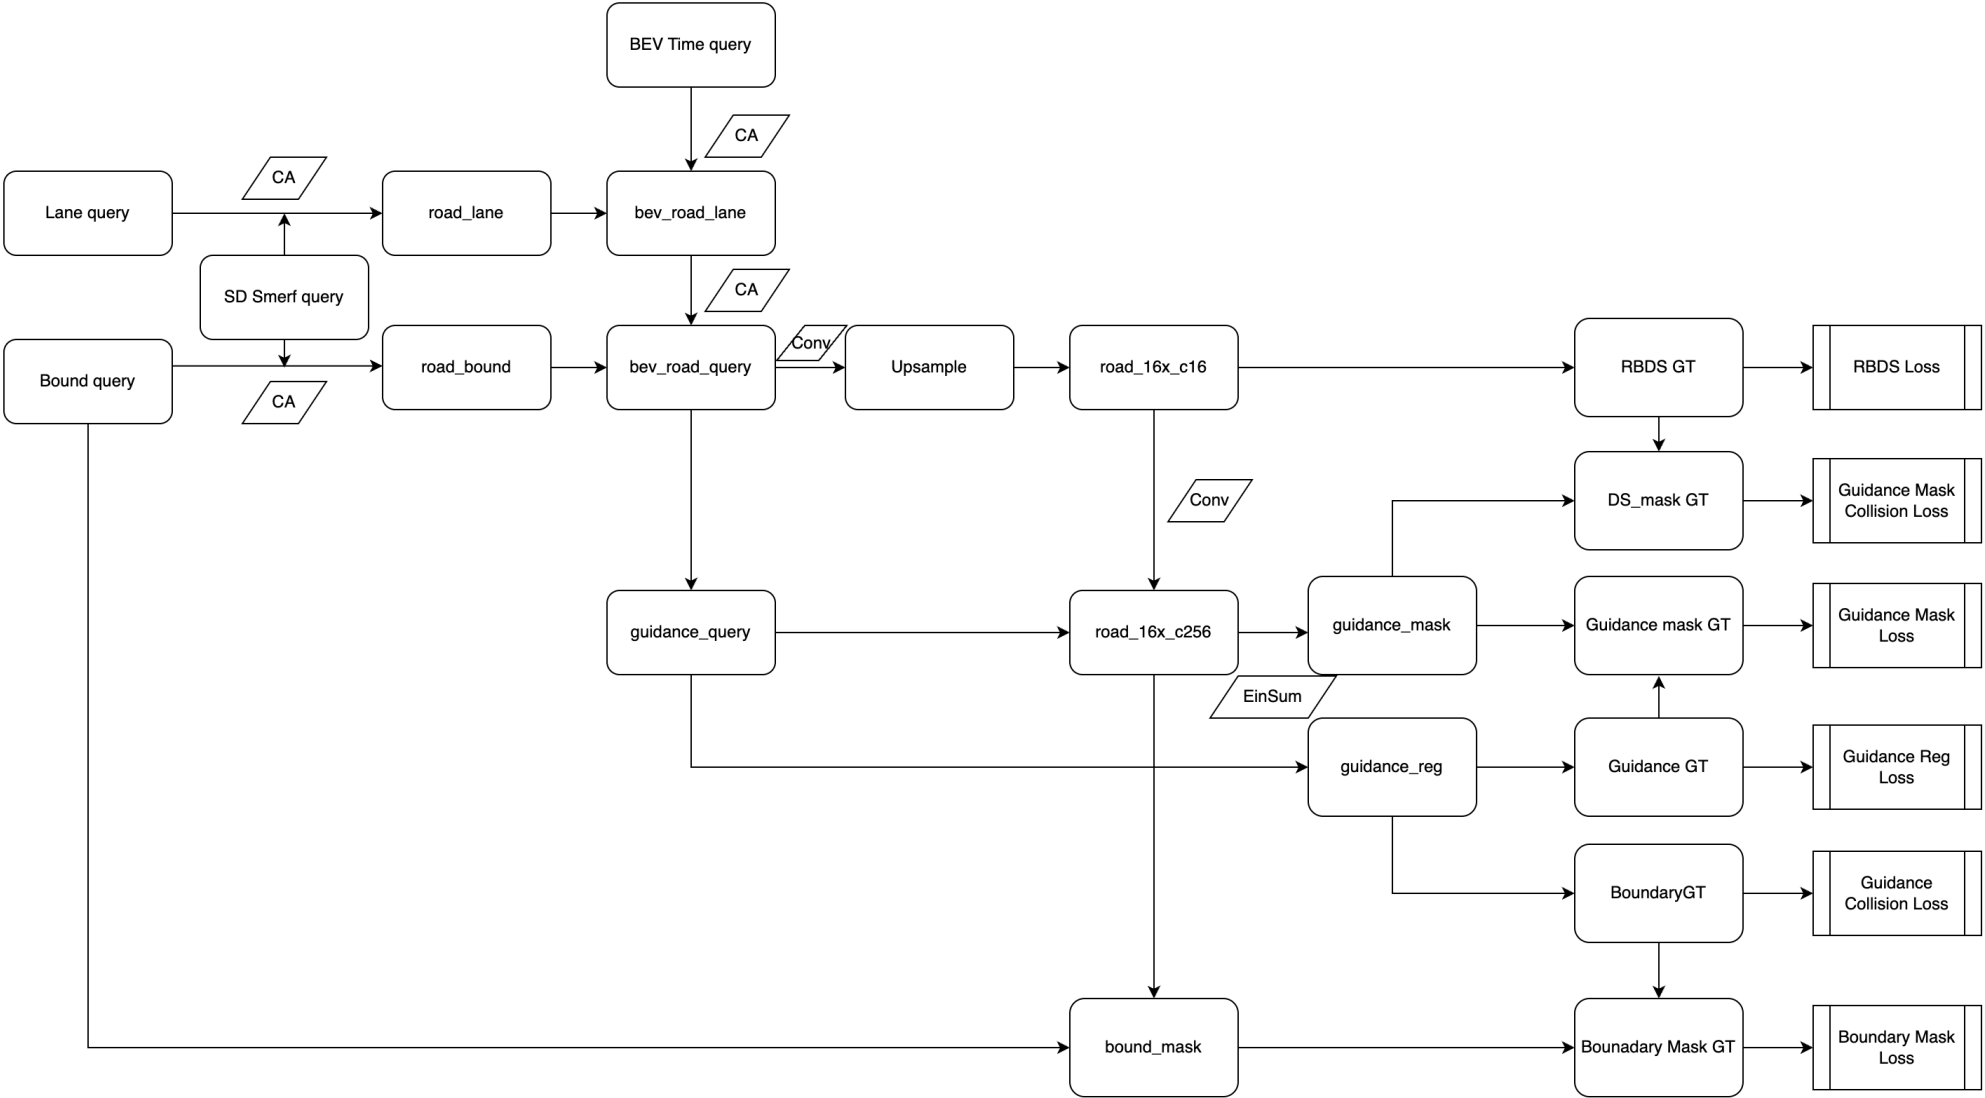 BEV Time query
CA
CA
Lane query
road_lane
bev_road_lane
SD Smerf query
CA
Conv
Bound query
road_bound
bev_road_query
Upsample
road_16x_c16
RBDS GT
RBDS Loss
CA
Conv
DS_mask GT
Guidance Mask
Collision Loss
guidance_query
road_16x_c256
guidance_mask
Guidance mask GT
Guidance Mask
Loss
EinSum
guidance_reg
Guidance GT
Guidance Reg
Loss
BoundaryGT
Guidance
Collision Loss
bound_mask
Bounadary Mask GT
Boundary Mask
Loss